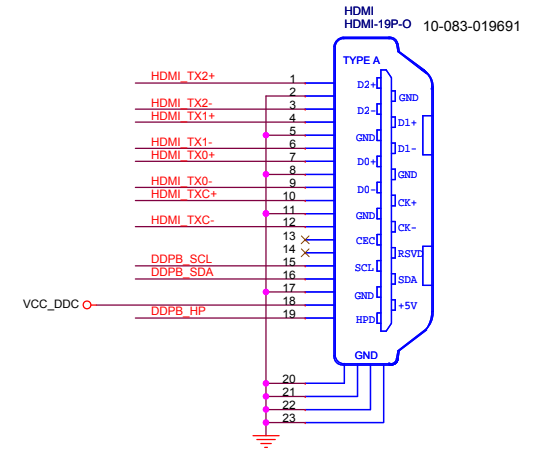 HDMI
HDMI-19P-O 10-083-019691
TYPE A
HDMI_TX2+ 1 D2+
2 GND
HDMI_TX2- 3 D2-
HDMI_TX1+ 4 D1+
5 GND
HDMI_TX1- 6 D1-
HDMI_TX0+ 7 D0+
8 GND
HDMI_TX0- 9 D0-
HDMI_TXC+ 10 CK+
11 GND
HDMI_TXC- 12 CK-
13 CEC
14 RSVD
DDPB_SCL 15 SCL
DDPB_SDA 16 SDA
17 GND
VCC_DDC 18 +5V
DDPB_HP 19 HPD
GND
20
21
22
23